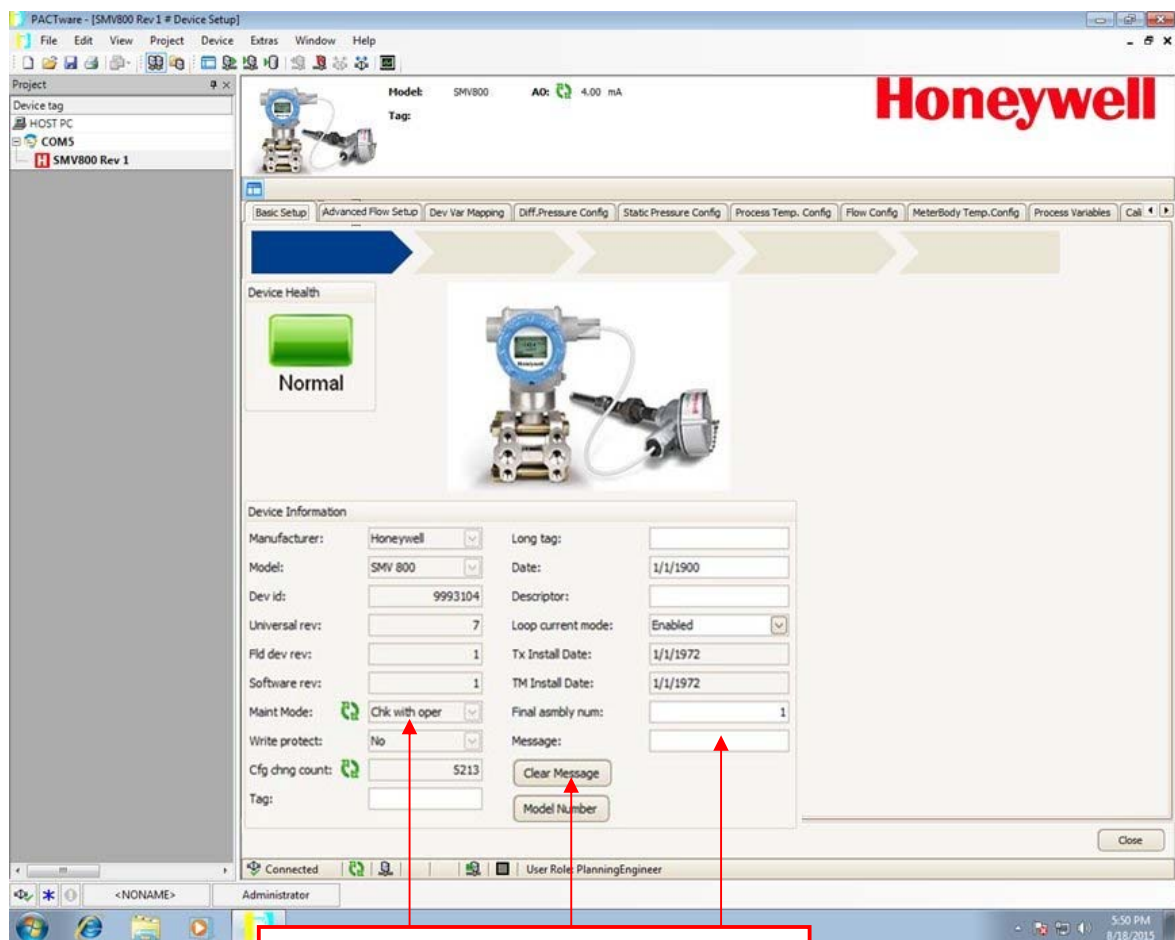 PACTware - [SMV800 Rev 1 # Device Setup]
File Edit View Project Device Extras Window Help
Project
Device tag
HOST PC
COM5
SMV800 Rev 1
Model: SMV800 AO: 4.00 mA
Tag:
Honeywell
Basic Setup Advanced Flow Setup Dev Var Mapping Diff.Pressure Config Static Pressure Config Process Temp. Config Flow Config MeterBody Temp.Config Process Variables Cali
Device Health
Normal
Honeywell
Device Information
Manufacturer: Honeywell Long tag:
Model: SMV 800 Date: 1/1/1900
Dev id: 9993104 Descriptor:
Universal rev: 7 Loop current mode: Enabled
Fld dev rev: 1 Tx Install Date: 1/1/1972
Software rev: 1 TM Install Date: 1/1/1972
Maint Mode: Chk with oper Final asmbly num: 1
Write protect: No Message:
Cfg chng count: 5213 Clear Message
Tag: Model Number
Close
Connected User Role: PlanningEngineer
<NONAME> Administrator
5:50 PM
8/18/2015